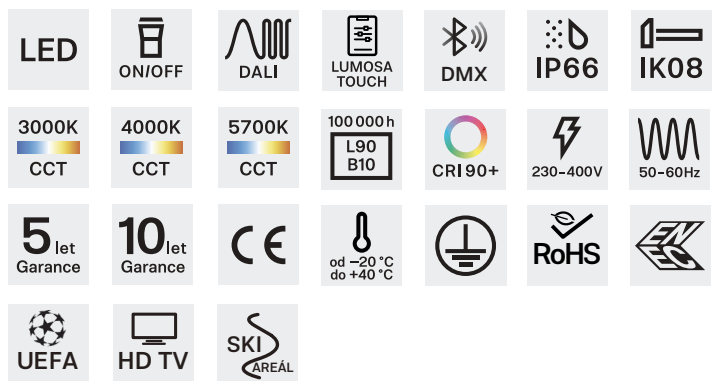 LED
ON/OFF
DALI
LUMOSA
TOUCH
DMX
IP66
IK08
3000K
CCT
4000K
CCT
5700K
CCT
100 000 h
L90
B10
CRI 90+
230-400V
50-60Hz
5 let
Garance
10 let
Garance
CE
od −20 °C
do +40 °C
RoHS
ENEC
UEFA
HD TV
SKI
AREÁL